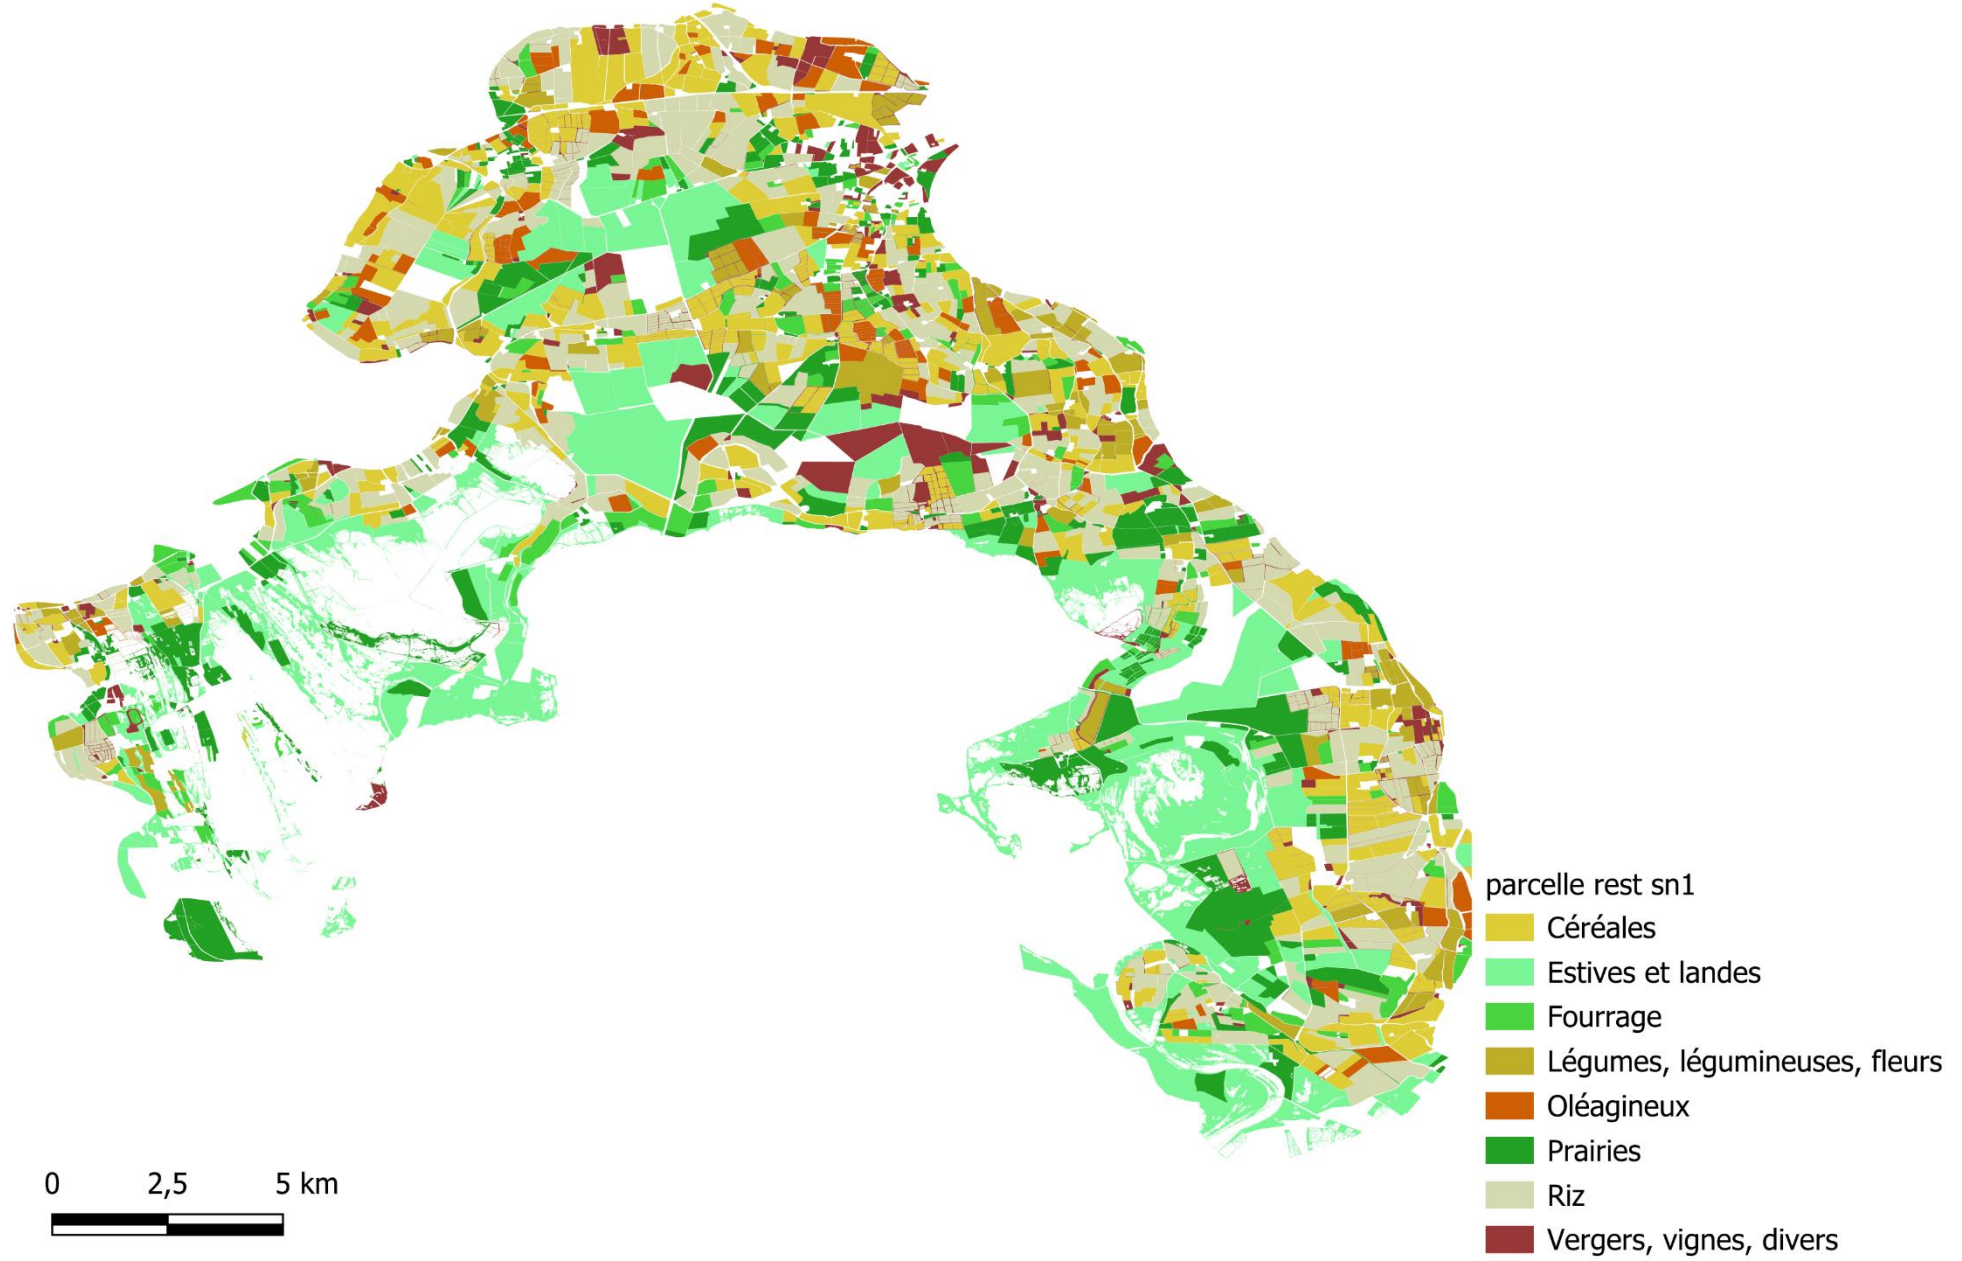 parcelle rest sn1
Céréales
Estives et landes
Fourrage
Légumes, légumineuses, fleurs
Oléagineux
Prairies
Riz
Vergers, vignes, divers
0 2,5 5 km